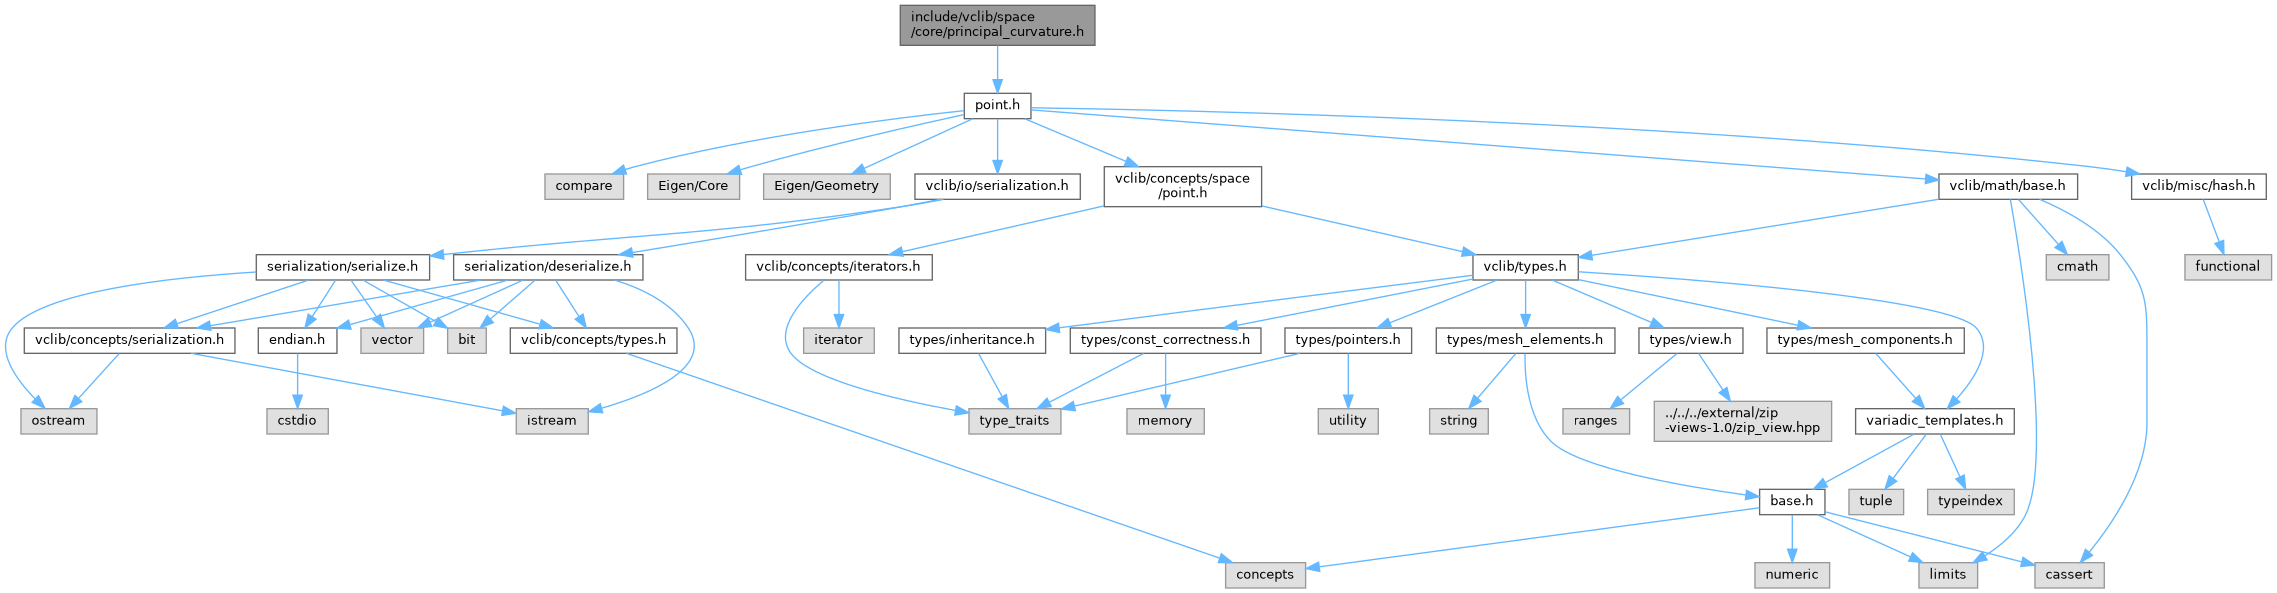 include/vclib/space
/core/principal_curvature.h
point.h
compare
Eigen/Core
Eigen/Geometry
vclib/io/serialization.h
vclib/concepts/space
/point.h
vclib/math/base.h
vclib/misc/hash.h
serialization/serialize.h
serialization/deserialize.h
vclib/concepts/iterators.h
vclib/types.h
cmath
functional
vclib/concepts/serialization.h
endian.h
vector
bit
vclib/concepts/types.h
iterator
types/inheritance.h
types/const_correctness.h
types/pointers.h
types/mesh_elements.h
types/view.h
types/mesh_components.h
ostream
cstdio
istream
type_traits
memory
utility
string
ranges
../../../external/zip
-views-1.0/zip_view.hpp
variadic_templates.h
base.h
tuple
typeindex
concepts
numeric
limits
cassert